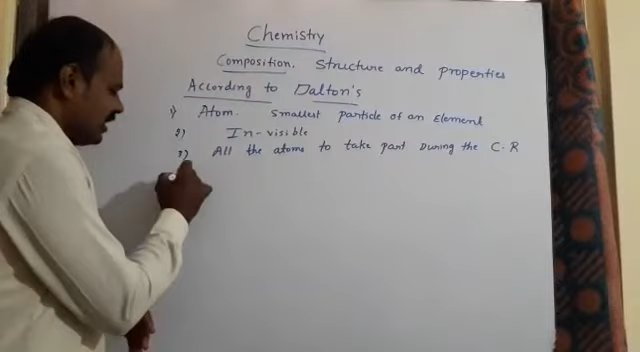 Chemistry
Composition. Structure and properties
According to Dalton's
1) Atom. Smallest particle of an Element
2) In-visible
3) All the atoms to take part During the C.R